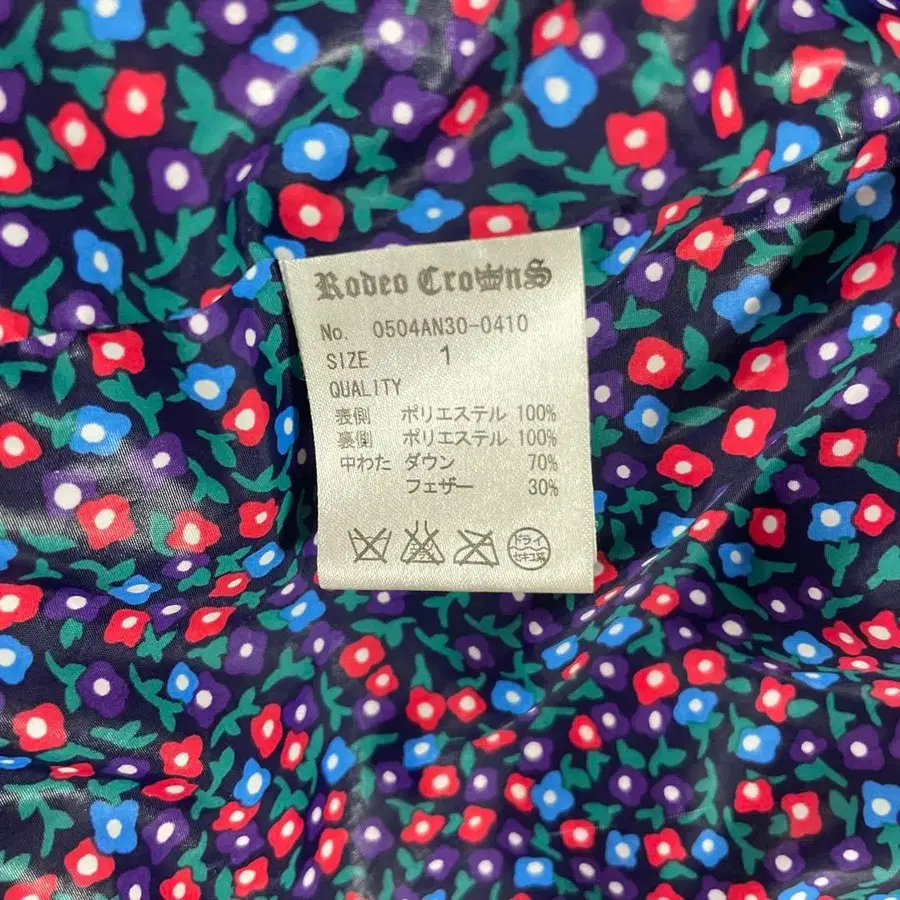 Rodeo Crowns
No. 0504AN30-0410
SIZE 1
QUALITY
表側 ポリエステル 100%
裏側 ポリエステル 100%
中わた ダウン 70%
フェザー 30%
ドライ
セキユ系